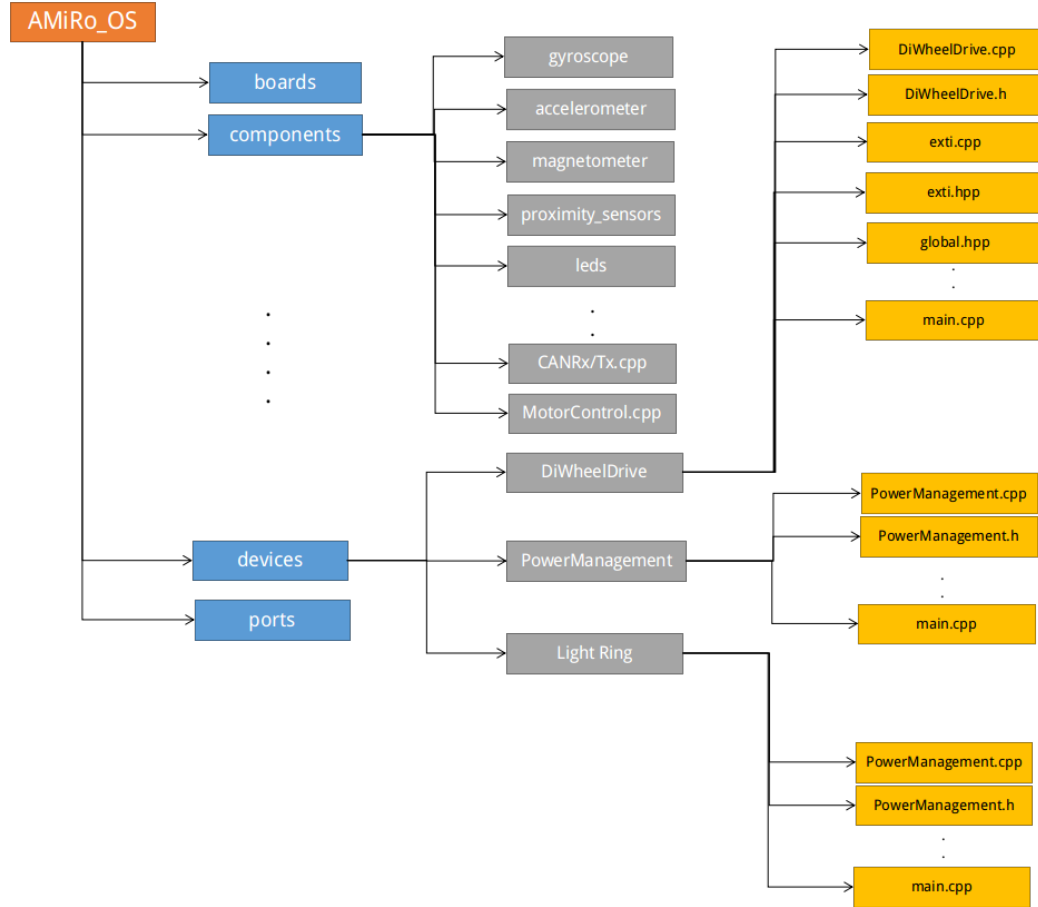 AMiRo_OS
boards
components
devices
ports
gyroscope
accelerometer
magnetometer
proximity_sensors
leds
CANRx/Tx.cpp
MotorControl.cpp
DiWheelDrive
PowerManagement
Light Ring
DiWheelDrive.cpp
DiWheelDrive.h
exti.cpp
exti.hpp
global.hpp
main.cpp
PowerManagement.cpp
PowerManagement.h
main.cpp
PowerManagement.cpp
PowerManagement.h
main.cpp